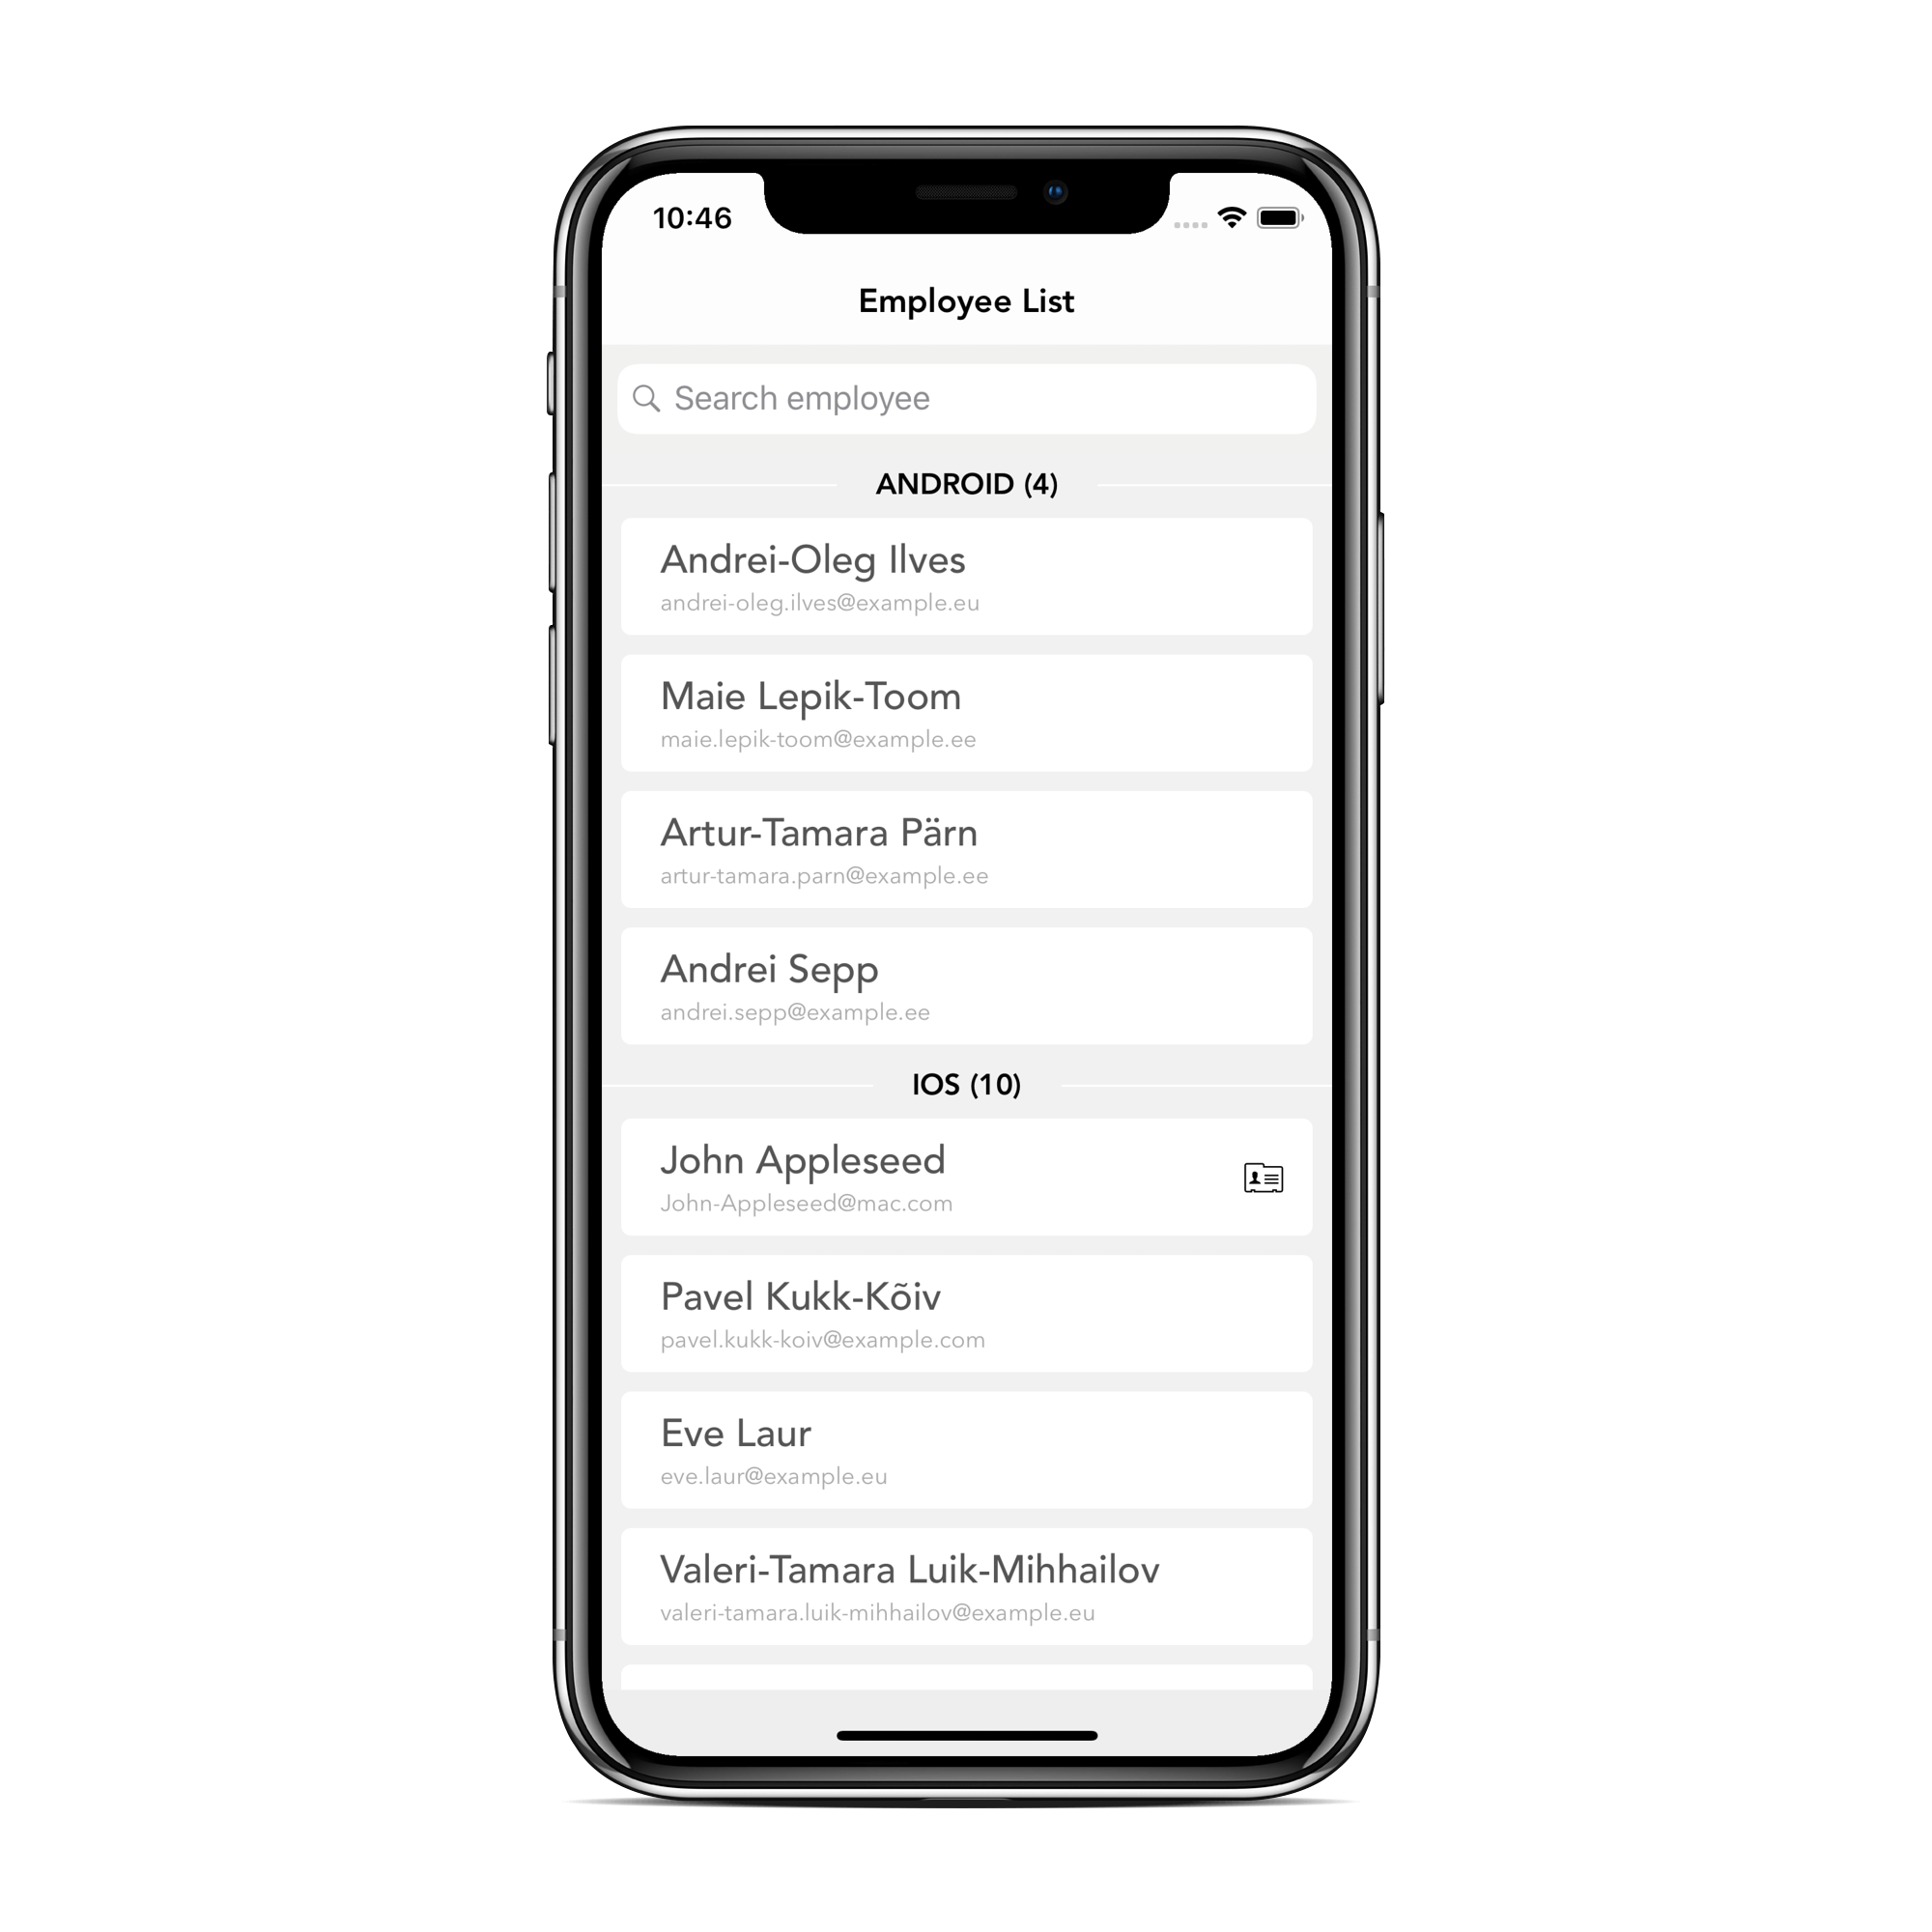 10:46
Employee List
Search employee
ANDROID (4)
Andrei-Oleg Ilves
andrei-oleg.ilves@example.eu
Maie Lepik-Toom
maie.lepik-toom@example.ee
Artur-Tamara Pärn
artur-tamara.parn@example.ee
Andrei Sepp
andrei.sepp@example.ee
IOS (10)
John Appleseed
John-Appleseed@mac.com
Pavel Kukk-Kõiv
pavel.kukk-koiv@example.com
Eve Laur
eve.laur@example.eu
Valeri-Tamara Luik-Mihhailov
valeri-tamara.luik-mihhailov@example.eu